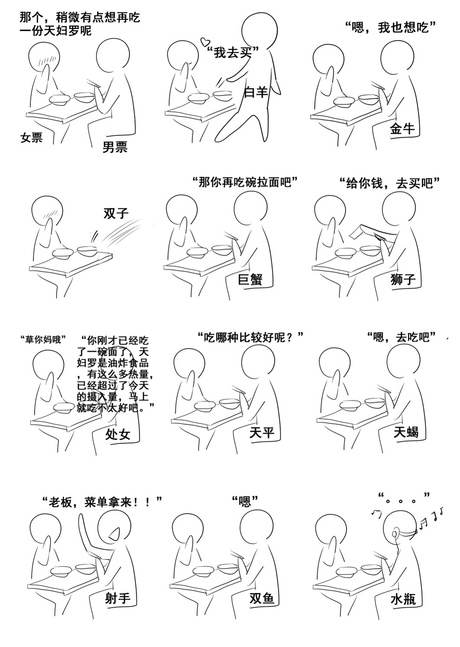 那个，稍微有点想再吃
一份天妇罗呢
女票
男票
“我去买”
白羊
“嗯，我也想吃”
金牛
双子
“那你再吃碗拉面吧”
巨蟹
“给你钱，去买吧”
狮子
“草你妈哦”
“你刚才已经吃
了一碗面了，天
妇罗是油炸食品
，有这么多热量，
已经超过了今天
的摄入量，马上
就吃不太好吧。”
处女
“吃哪种比较好呢？”
天平
“嗯，去吃吧”
天蝎
“老板，菜单拿来！！”
射手
“嗯”
双鱼
“。。。”
水瓶